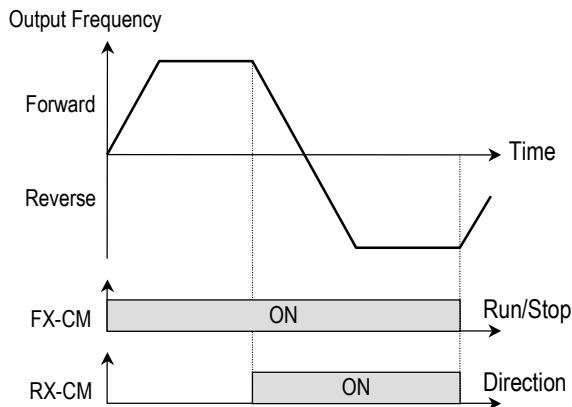 Output Frequency
Forward
Time
Reverse
FX-CM
ON
Run/Stop
RX-CM
ON
Direction